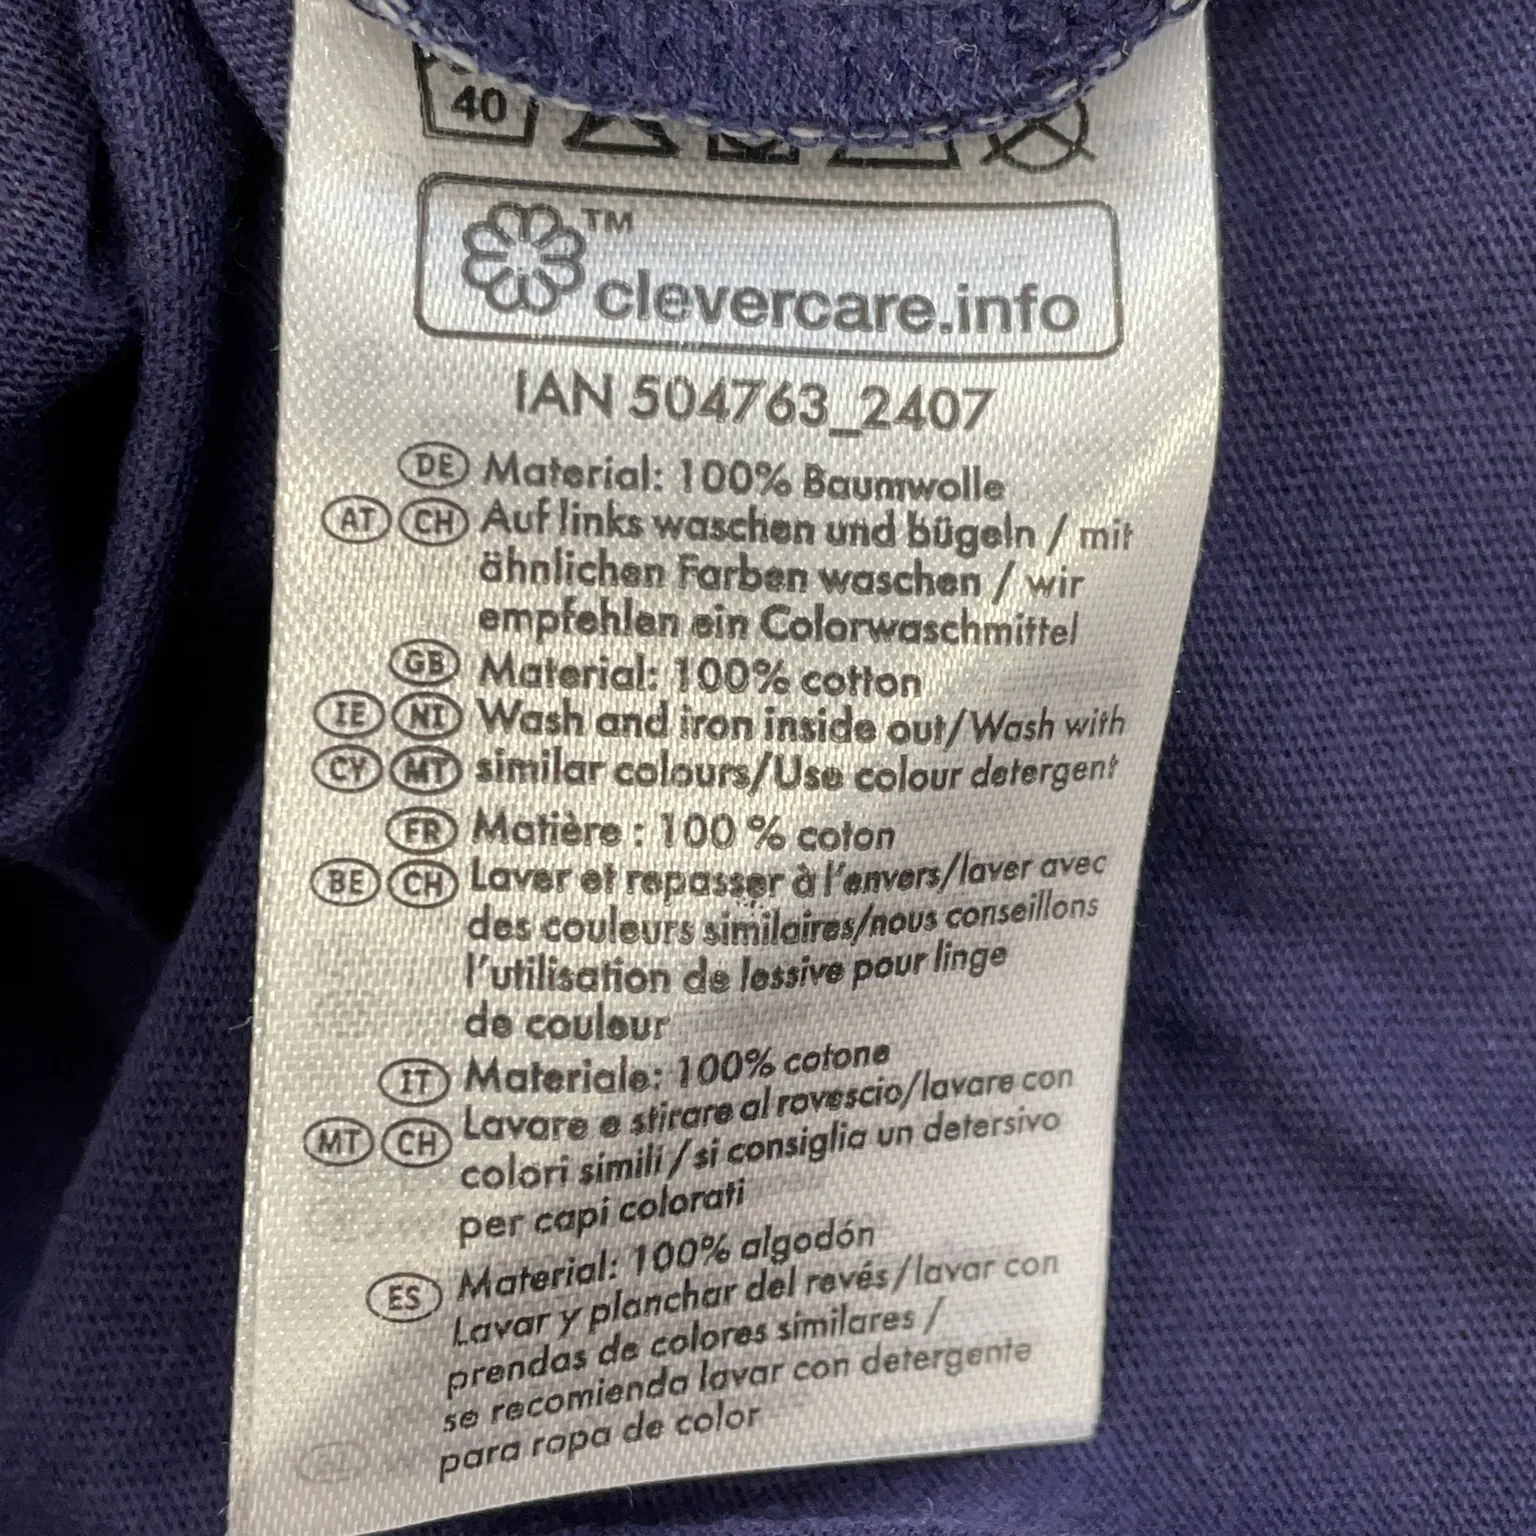 40
TM
clevercare.info
IAN 504763_2407
DE Material: 100% Baumwolle
AT CH Auf links waschen und bügeln / mit
ähnlichen Farben waschen / wir
empfehlen ein Colorwaschmittel
GB Material: 100% cotton
IE NI Wash and iron inside out/Wash with
CY MT similar colours/Use colour detergent
FR Matière : 100 % coton
BE CH Laver et repasser à l'envers/laver avec
des couleurs similaires/nous conseillons
l'utilisation de lessive pour linge
de couleur
IT Materiale: 100% cotone
MT CH Lavare e stirare al rovescio/lavare con
colori simili/si consiglia un detersivo
per capi colorati
ES Material: 100% algodón
Lavar y planchar del revés/lavar con
prendas de colores similares /
se recomienda lavar con detergente
para ropa de color